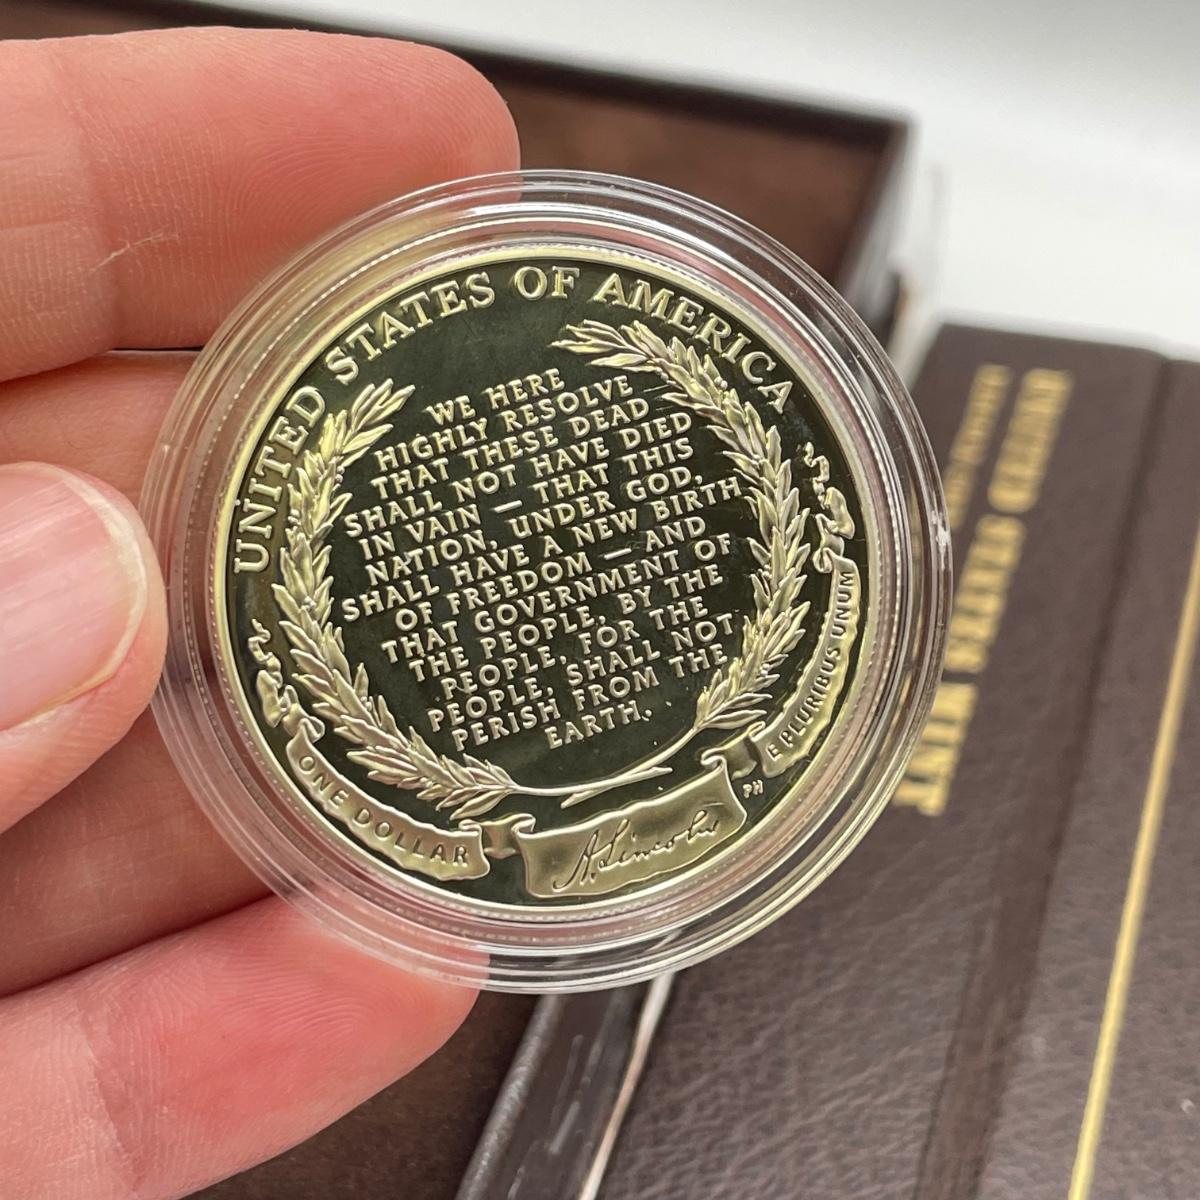 UNITED STATES OF AMERICA
WE HERE
HIGHLY RESOLVE
THAT THESE DEAD
SHALL NOT HAVE DIED
IN VAIN — THAT THIS
NATION, UNDER GOD,
SHALL HAVE A NEW BIRTH
OF FREEDOM — AND
THAT GOVERNMENT OF
THE PEOPLE, BY THE
PEOPLE, FOR THE
PEOPLE, SHALL NOT
PERISH FROM THE
EARTH.
ONE DOLLAR
A. Lincoln
PH
E PLURIBUS UNUM
UNITED STATES MINT